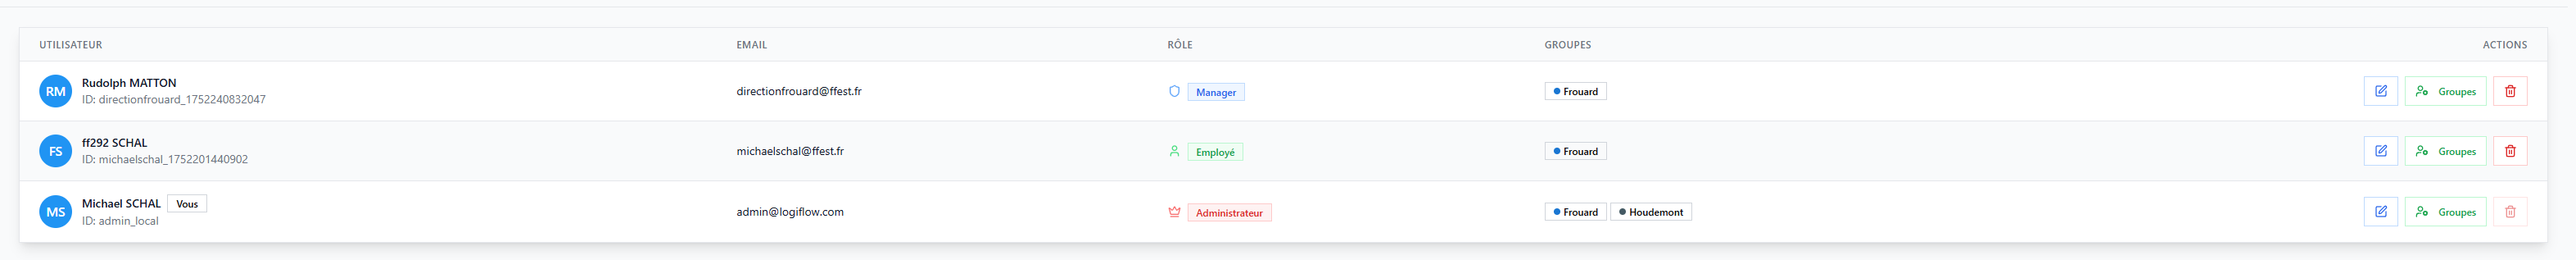 UTILISATEUR EMAIL RÔLE GROUPES ACTIONS
RM Rudolph MATTON
ID: directionfrouard_1752240832047
directionfrouard@ffest.fr Manager Frouard Groupes
FS ff292 SCHAL
ID: michaelschal_1752201440902
michaelschal@ffest.fr Employé Frouard Groupes
MS Michael SCHAL Vous
ID: admin_local
admin@logiflow.com Administrateur Frouard Houdemont Groupes